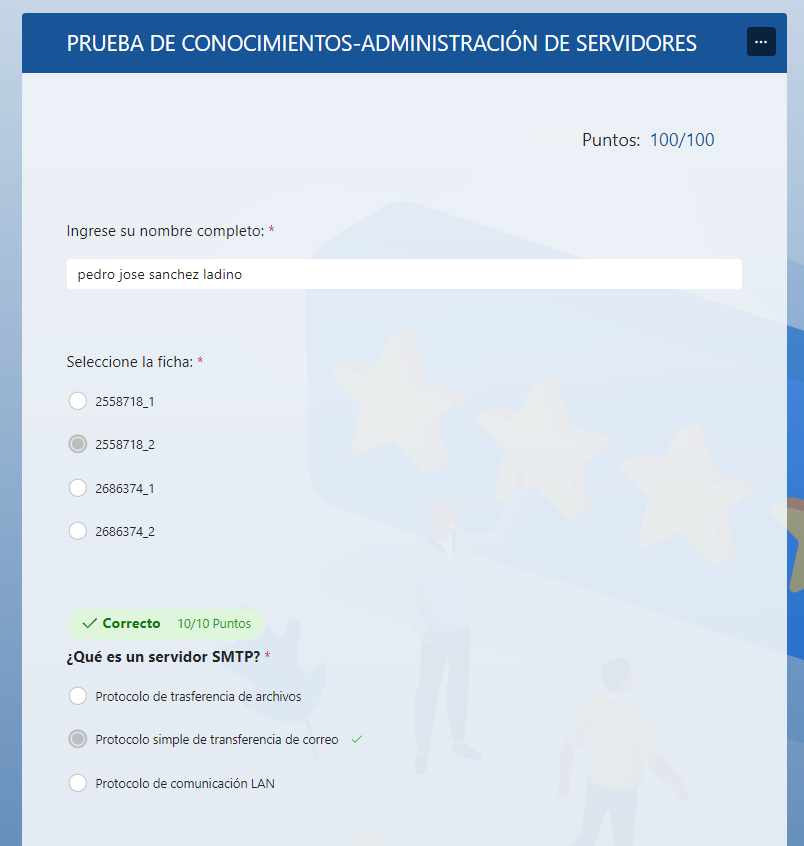 PRUEBA DE CONOCIMIENTOS-ADMINISTRACIÓN DE SERVIDORES
Puntos: 100/100
Ingrese su nombre completo: *
pedro jose sanchez ladino
Seleccione la ficha: *
2558718_1
2558718_2
2686374_1
2686374_2
Correcto 10/10 Puntos
¿Qué es un servidor SMTP? *
Protocolo de trasferencia de archivos
Protocolo simple de transferencia de correo
Protocolo de comunicación LAN